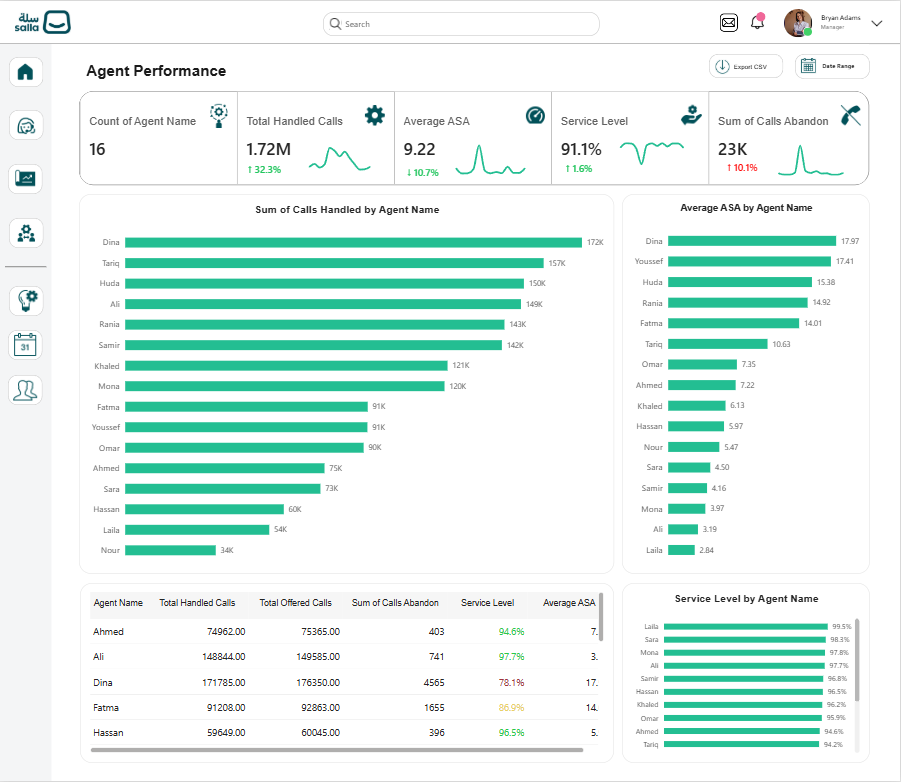 سلة
salla
Search
Bryan Adams
Manager
Agent Performance
Export CSV
Date Range
Count of Agent Name
16
Total Handled Calls
1.72M
↑ 32.3%
Average ASA
9.22
↓ 10.7%
Service Level
91.1%
↑ 1.6%
Sum of Calls Abandon
23K
↑ 10.1%
31
Sum of Calls Handled by Agent Name
Dina 172K
Tariq 157K
Huda 150K
Ali 149K
Rania 143K
Samir 142K
Khaled 121K
Mona 120K
Fatma 91K
Youssef 91K
Omar 90K
Ahmed 75K
Sara 73K
Hassan 60K
Laila 54K
Nour 34K
Average ASA by Agent Name
Dina 17.97
Youssef 17.41
Huda 15.38
Rania 14.92
Fatma 14.01
Tariq 10.63
Omar 7.35
Ahmed 7.22
Khaled 6.13
Hassan 5.97
Nour 5.47
Sara 4.50
Samir 4.16
Mona 3.97
Ali 3.19
Laila 2.84
Agent Name Total Handled Calls Total Offered Calls Sum of Calls Abandon Service Level Average ASA
Ahmed 74962.00 75365.00 403 94.6% 7.
Ali 148844.00 149585.00 741 97.7% 3.
Dina 171785.00 176350.00 4565 78.1% 17.
Fatma 91208.00 92863.00 1655 86.9% 14.
Hassan 59649.00 60045.00 396 96.5% 5.
Service Level by Agent Name
Laila 99.5%
Sara 98.3%
Mona 97.8%
Ali 97.7%
Samir 96.8%
Hassan 96.5%
Khaled 96.2%
Omar 95.9%
Ahmed 94.6%
Tariq 94.2%